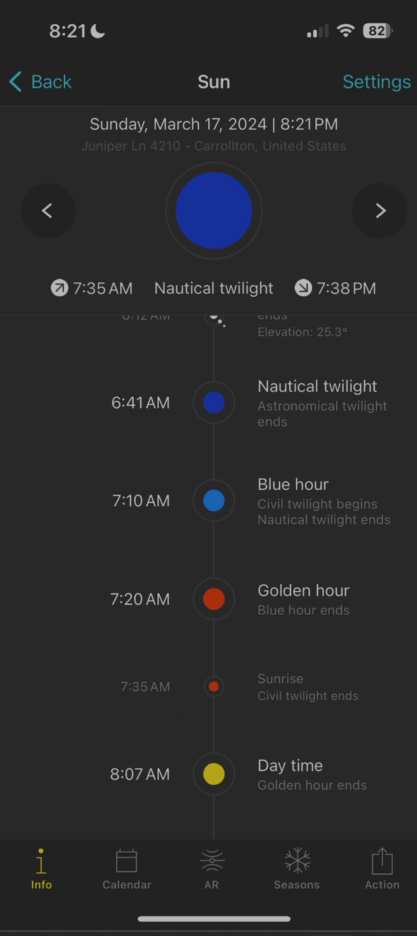 8:21
82
Back
Sun
Settings
Sunday, March 17, 2024 | 8:21 PM
Juniper Ln 4210 - Carrollton, United States
7:35 AM
Nautical twilight
7:38 PM
6:12 AM
ends
Elevation: 25.3°
6:41 AM
Nautical twilight
Astronomical twilight
ends
7:10 AM
Blue hour
Civil twilight begins
Nautical twilight ends
7:20 AM
Golden hour
Blue hour ends
7:35 AM
Sunrise
Civil twilight ends
8:07 AM
Day time
Golden hour ends
Info
Calendar
AR
Seasons
Action